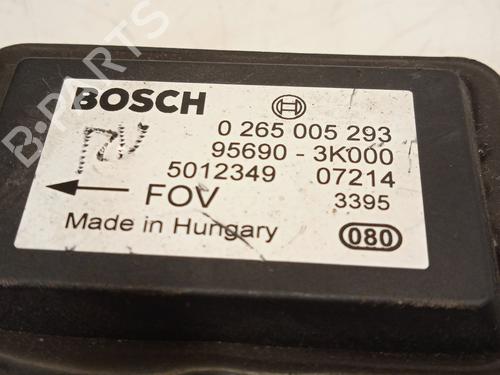 BOSCH
0 265 005 293
95690 - 3K000
5012349 07214
FOV 3395
Made in Hungary
080
B-Parts